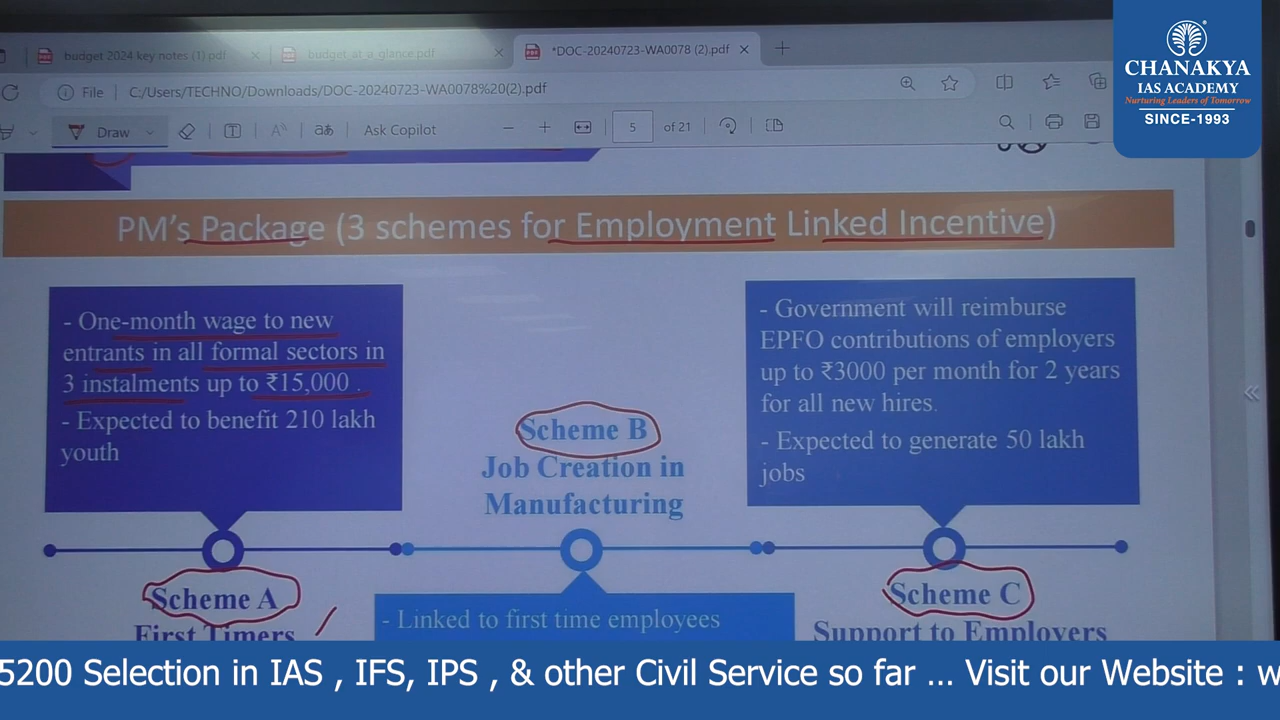 budget 2024 key notes (1) pdf
budget at a glance.pdf
*DOC-20240723-WA0078 (2).pdf
CHANAKYA
IAS ACADEMY
Nurturing Leaders of Tomorrow
SINCE-1993
File
C:/Users/TECHNO/Downloads/DOC-20240723-WA0078%20(2).pdf
Draw
Ask Copilot
5 of 21
PM's Package (3 schemes for Employment Linked Incentive)
- One-month wage to new
entrants in all formal sectors in
3 instalments up to ₹15,000 .
- Expected to benefit 210 lakh
youth
Scheme A
First Timers
Scheme B
Job Creation in
Manufacturing
- Linked to first time employees
- Government will reimburse
EPFO contributions of employers
up to ₹3000 per month for 2 years
for all new hires.
- Expected to generate 50 lakh
jobs
Scheme C
Support to Employers
5200 Selection in IAS , IFS, IPS , & other Civil Service so far ... Visit our Website : w